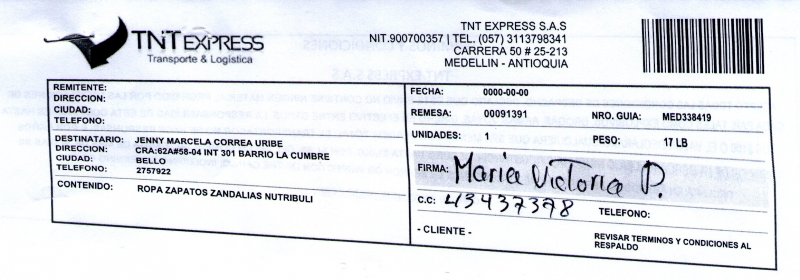 TNT EXPRESS
Transporte & Logística
TNT EXPRESS S.A.S
NIT.900700357 | TEL. (057) 3113798341
CARRERA 50 # 25-213
MEDELLIN - ANTIOQUIA
REMITENTE:
DIRECCION:
CIUDAD:
TELEFONO:
DESTINATARIO: JENNY MARCELA CORREA URIBE
DIRECCION: CRA:62A#58-04 INT 301 BARRIO LA CUMBRE
CIUDAD: BELLO
TELEFONO: 2757922
CONTENIDO: ROPA ZAPATOS ZANDALIAS NUTRIBULI
FECHA: 0000-00-00
REMESA: 00091391 NRO. GUIA: MED338419
UNIDADES: 1 PESO: 17 LB
FIRMA: Maria Victoria P.
C.C: 43437378 TELEFONO:
- CLIENTE -
REVISAR TERMINOS Y CONDICIONES AL
RESPALDO